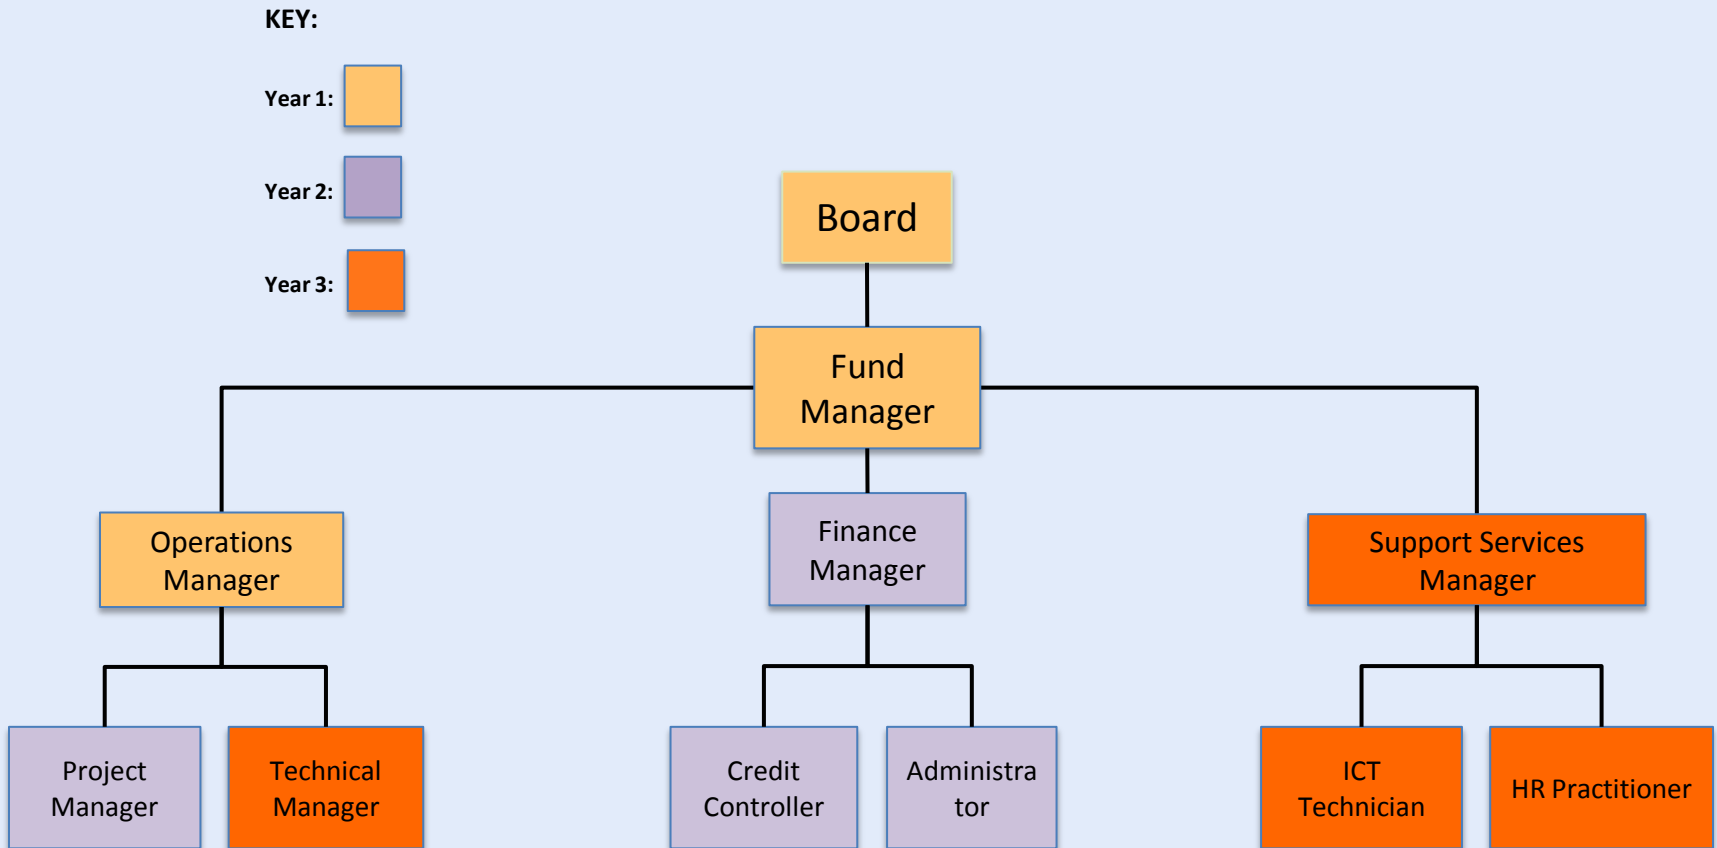 KEY:
Year 1:
Year 2:
Year 3:
Board
Fund
Manager
Operations
Manager
Finance
Manager
Support Services
Manager
Project
Manager
Technical
Manager
Credit
Controller
Administra
tor
ICT
Technician
HR Practitioner